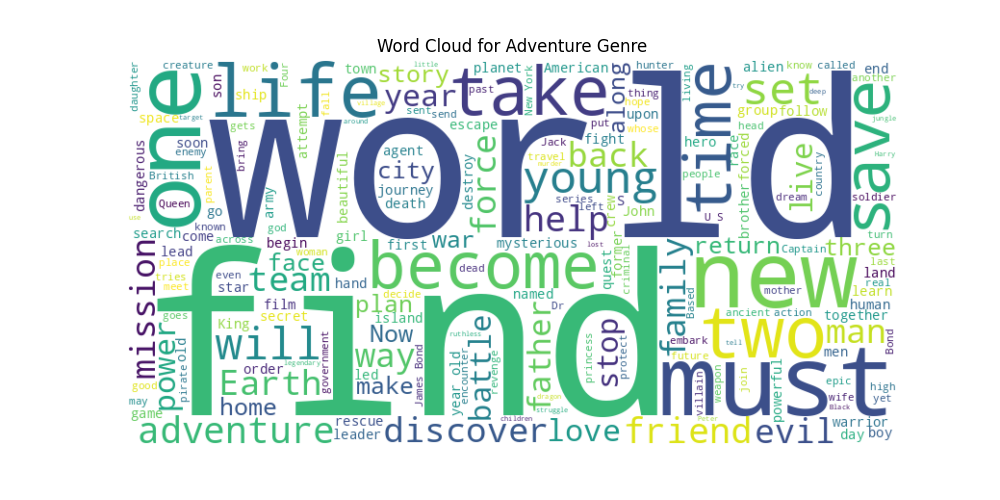 Word Cloud for Adventure Genre
daughter
creature
work
Four
little
son
life
town
story
planet
American
along
hunter
know
called
another
end
alien
one
ship
year
past
take
New York
living
time
try
set
deep
space
target
village
fall
sent
send
thing
hope
group
follow
save
jungle
soon
gets
attempt
around
escape
put
upon
whose
race
head
enemy
bring
world
agent
city
journey
death
destroy
force
Jack
fight
back
travel
murder
young
series
left
S
crew
John
help
hero
people
brother
forced
live
country
dream
Harry
soldier
dangerous
British
parent
Queen
go
known
use
army
god
beautiful
U S
search
come
across
begin
woman
girl
first
war
mysterious
lost
quest
former
criminal
return
Captain
turn
three
mission
lead
place
tries
meet
even
star
face
team
hand
become
dead
find
family
Based
new
mother
last
land
real
learn
human
goes
power
pirate
old
King
film
secret
plan
decide
island
named
Dr
father
princess
stop
protect
ancient
action
together
two
man
men
Bond
will
legendary
Now
way
James Bond
ruthless
year old
encounter
battle
revenge
dragon
struggle
embark
future
tell
good
may
game
Earth
order
home
government
led
make
villain
weapon
join
powerful
must
epic
wife
Black
high
yet
adventure
rescue
leader
discover
children
love
friend
Peter
evil
warrior
day
boy